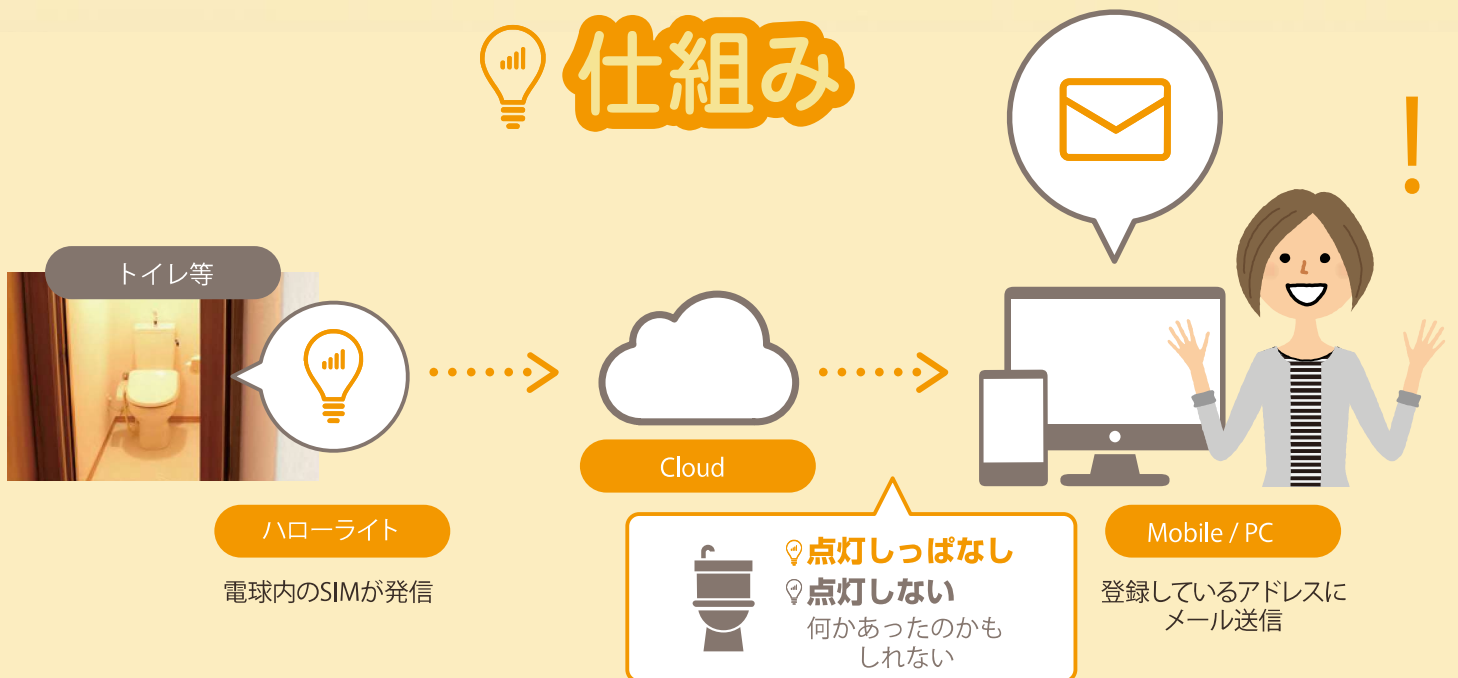 仕組み
トイレ等
ハローライト
電球内のSIMが発信
Cloud
点灯しっぱなし
点灯しない
何かあったのかも
しれない
Mobile / PC
登録しているアドレスに
メール送信
!